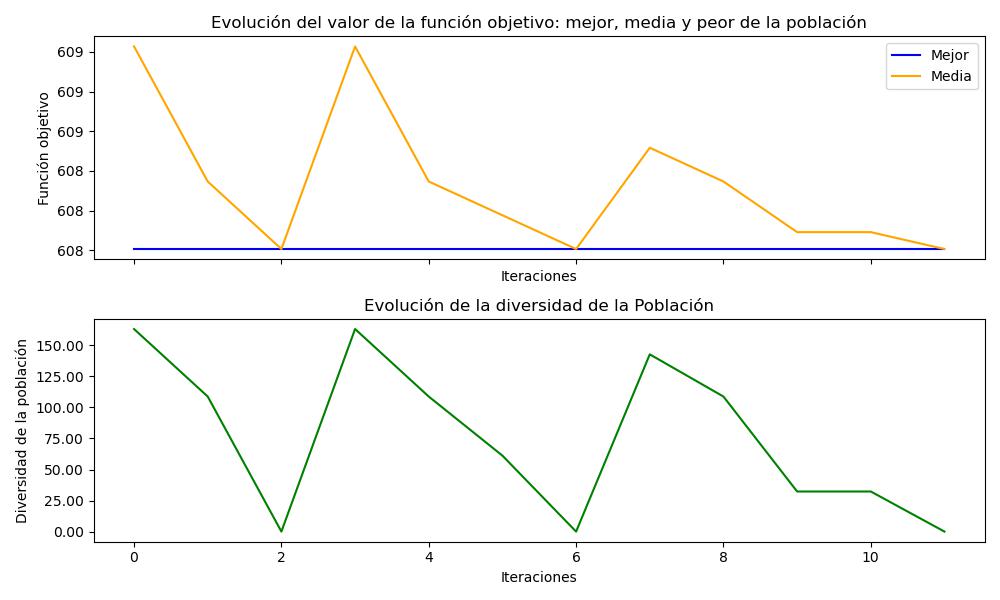 Evolución del valor de la función objetivo: mejor, media y peor de la población
609
609
609
608
608
608
Función objetivo
Mejor
Media
Iteraciones
Evolución de la diversidad de la Población
150.00
125.00
100.00
75.00
50.00
25.00
0.00
Diversidad de la población
0 2 4 6 8 10
Iteraciones